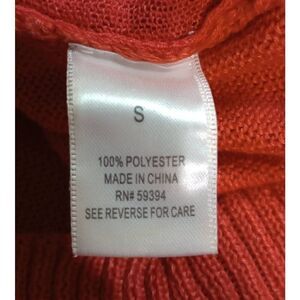 S
100% POLYESTER
MADE IN CHINA
RN# 59394
SEE REVERSE FOR CARE